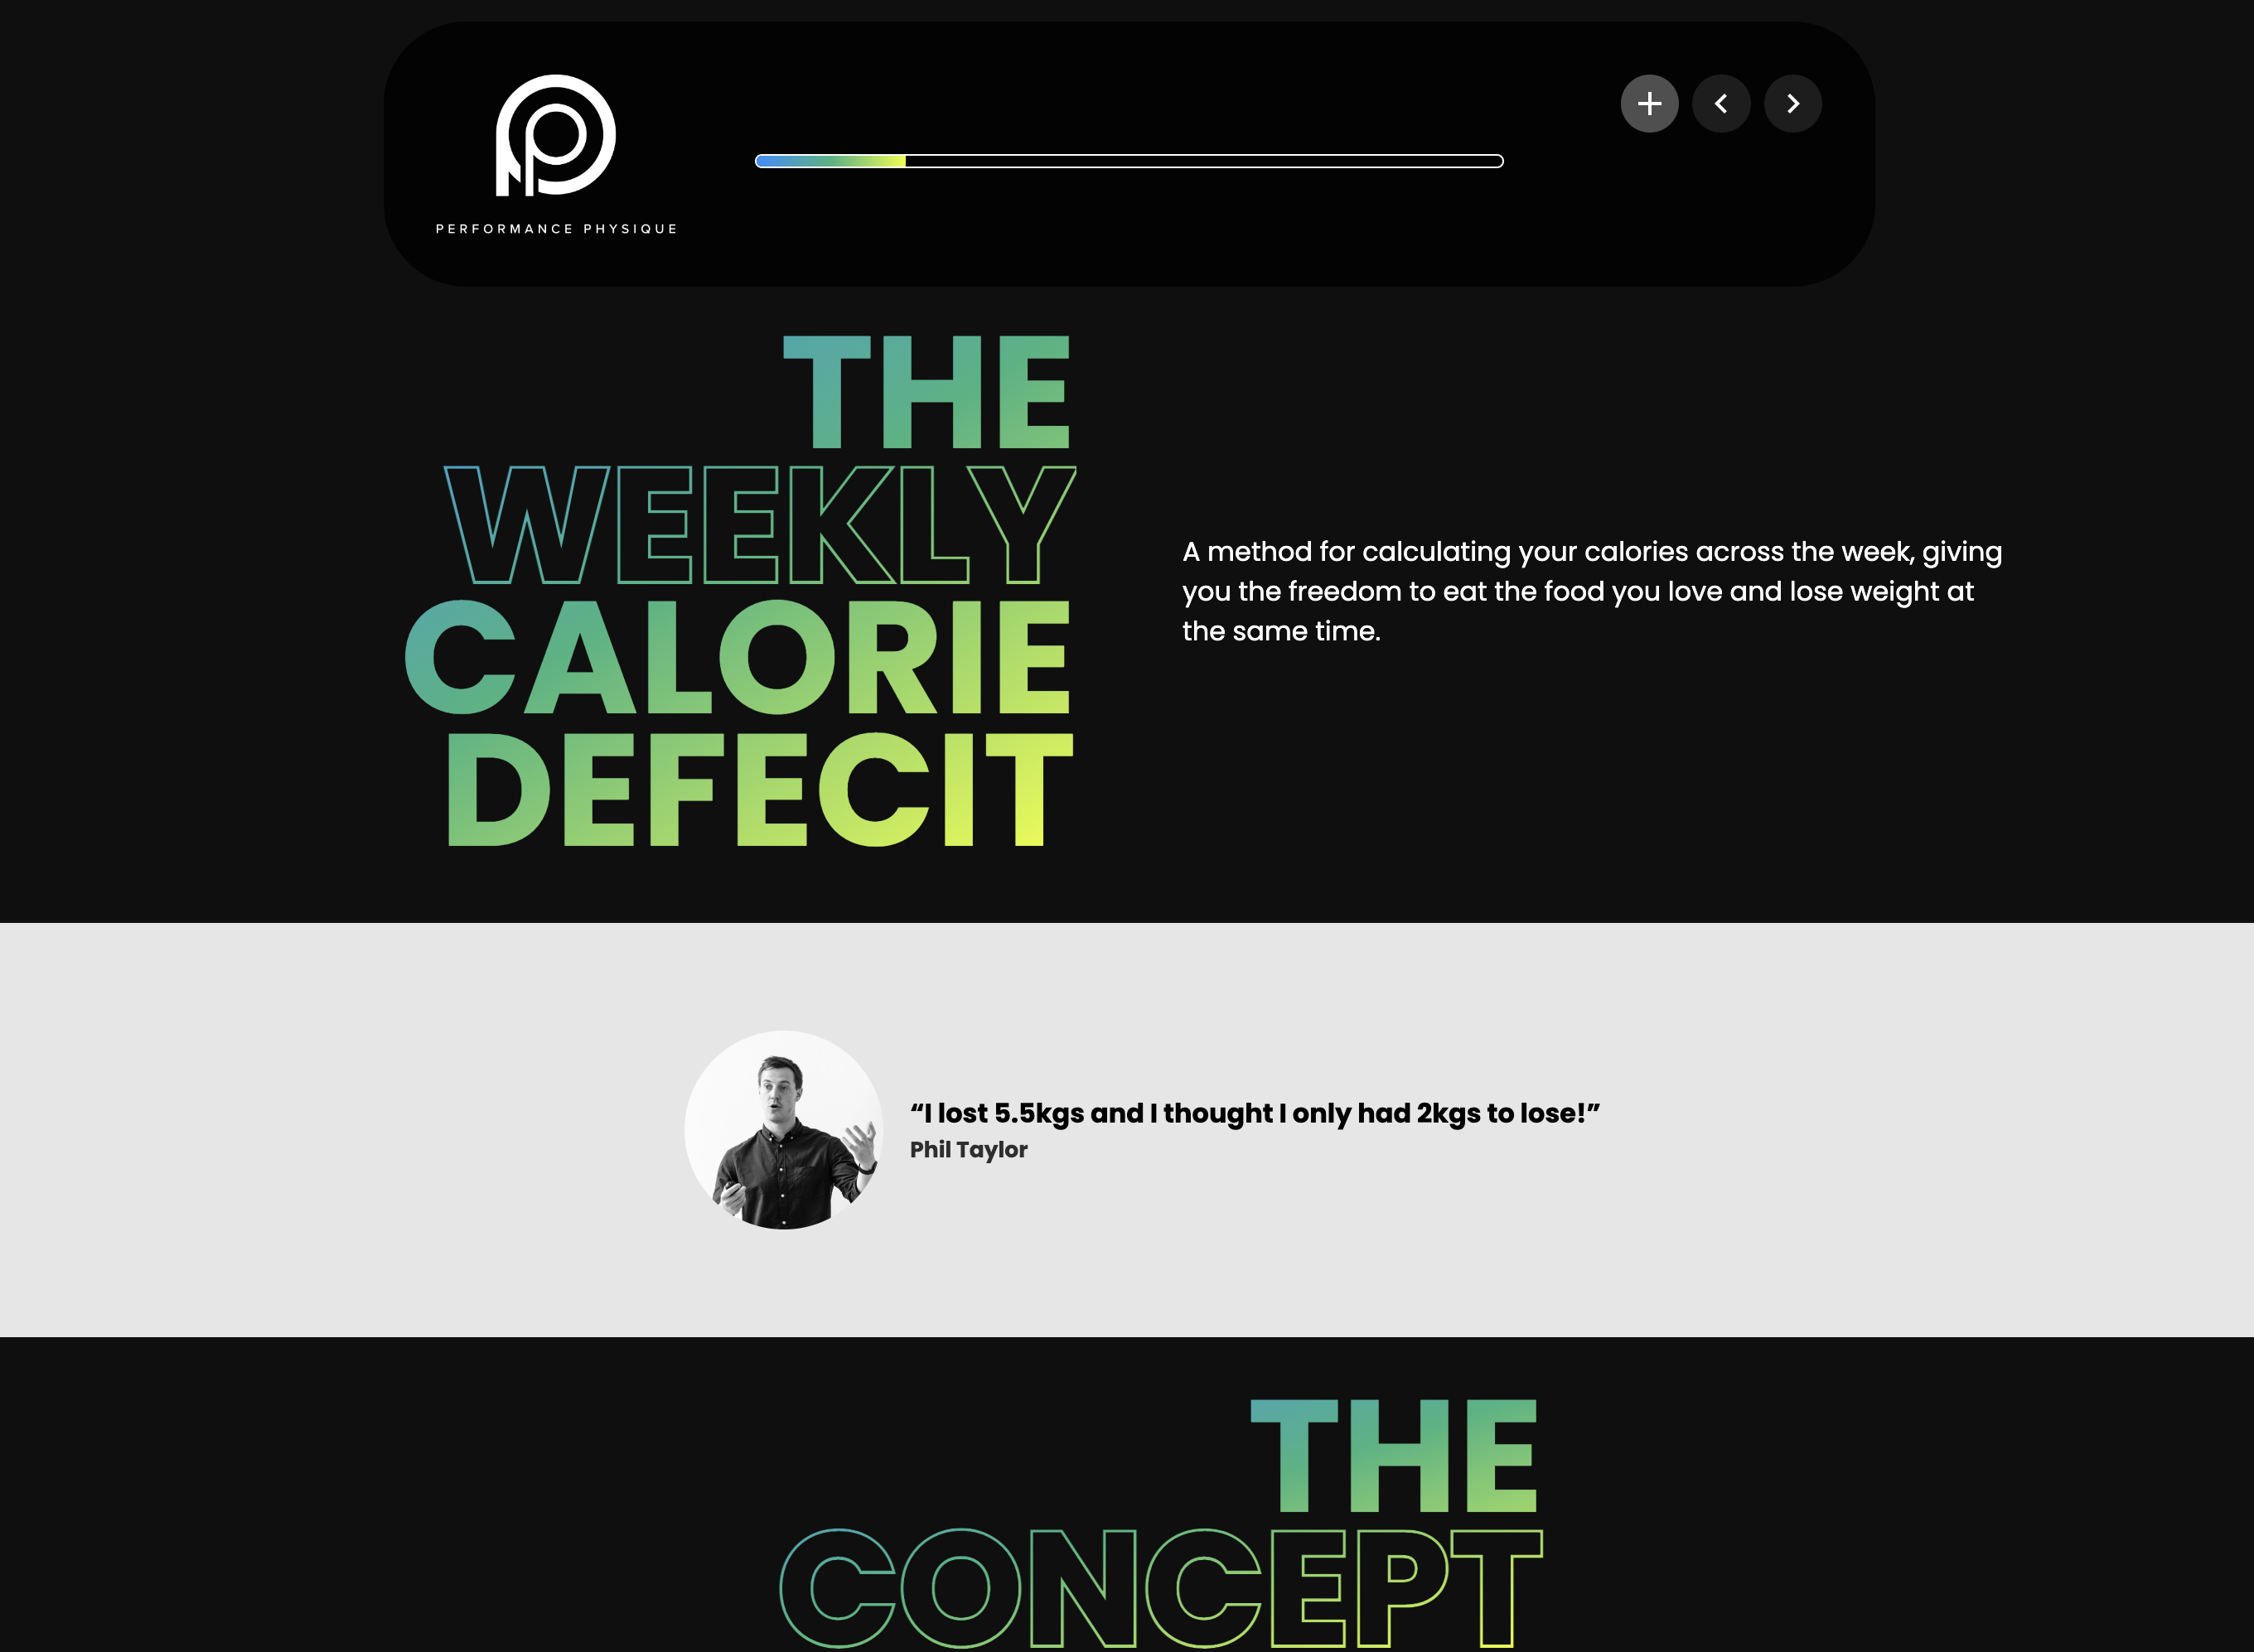 PERFORMANCE PHYSIQUE
THE
WEEKLY
CALORIE
DEFECIT
A method for calculating your calories across the week, giving
you the freedom to eat the food you love and lose weight at
the same time.
“I lost 5.5kgs and I thought I only had 2kgs to lose!”
Phil Taylor
THE
CONCEPT